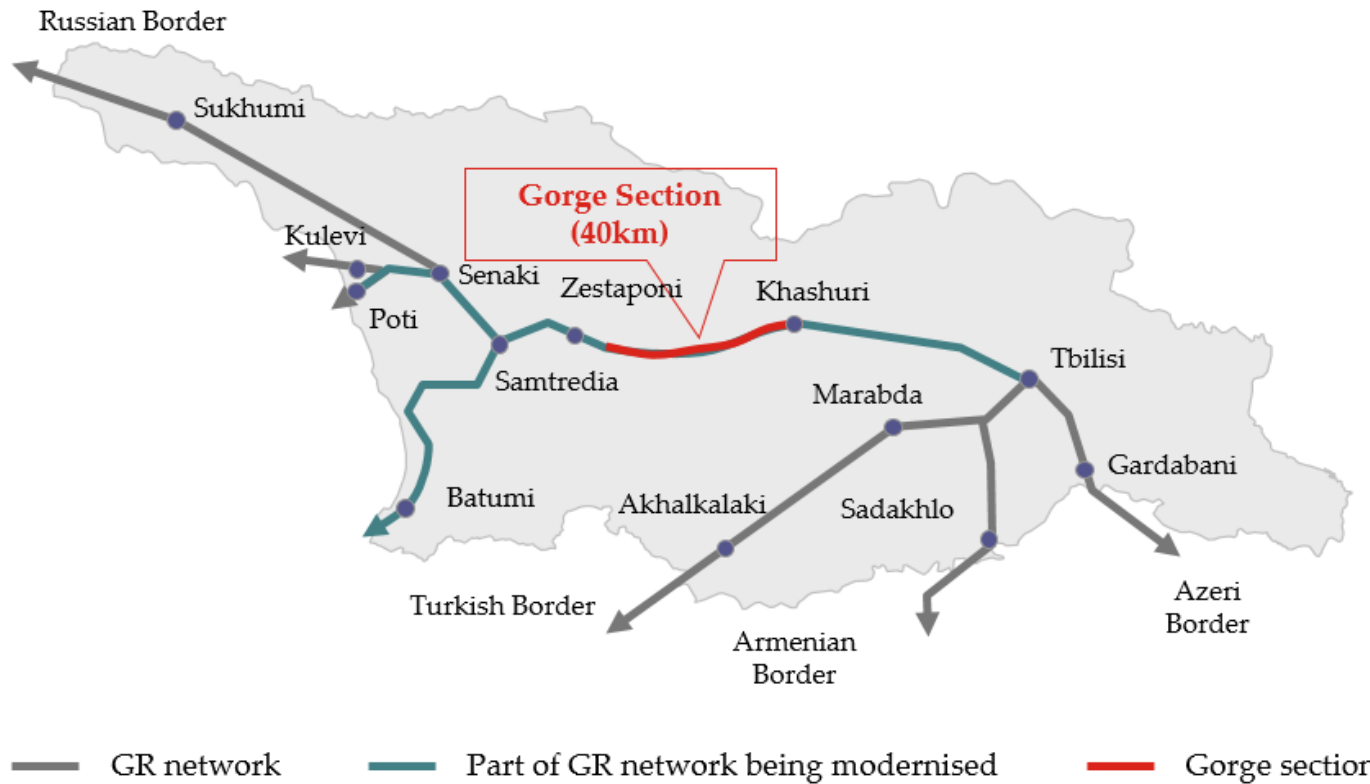 Russian Border
Sukhumi
Gorge Section
(40km)
Kulevi
Senaki
Zestaponi
Khashuri
Poti
Samtredia
Tbilisi
Marabda
Gardabani
Batumi
Akhalkalaki
Sadakhlo
Turkish Border
Azeri
Border
Armenian
Border
GR network
Part of GR network being modernised
Gorge section